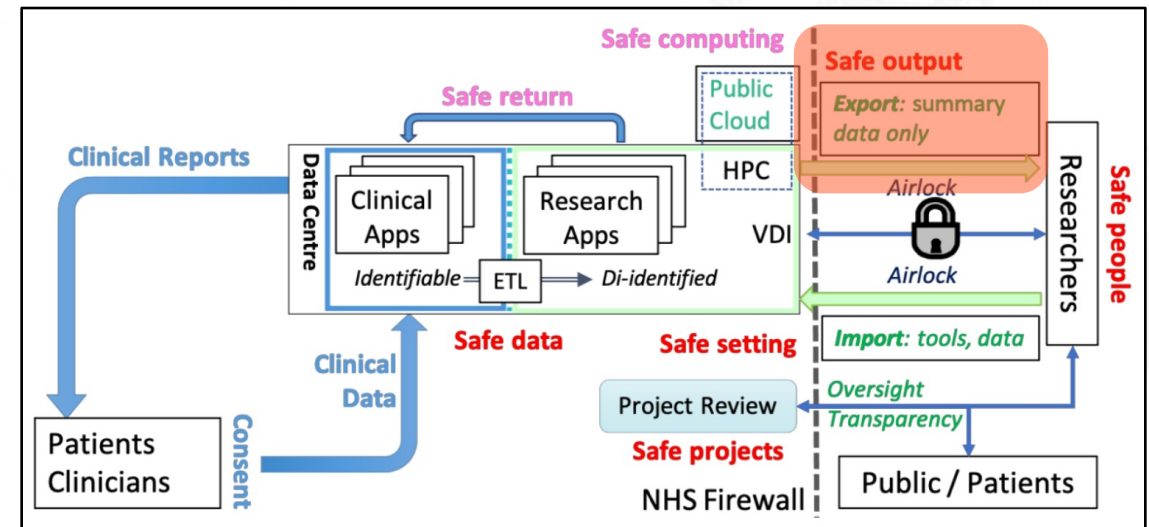 Safe computing
Safe output
Public
Cloud
Export: summary
data only
Safe return
Clinical Reports
Data Centre
Clinical
Apps
Research
Apps
HPC
Airlock
Researchers
Safe people
VDI
Identifiable
ETL
Di-identified
Airlock
Safe data
Safe setting
Import: tools, data
Clinical
Data
Consent
Project Review
Oversight
Transparency
Safe projects
Patients
Clinicians
NHS Firewall
Public / Patients